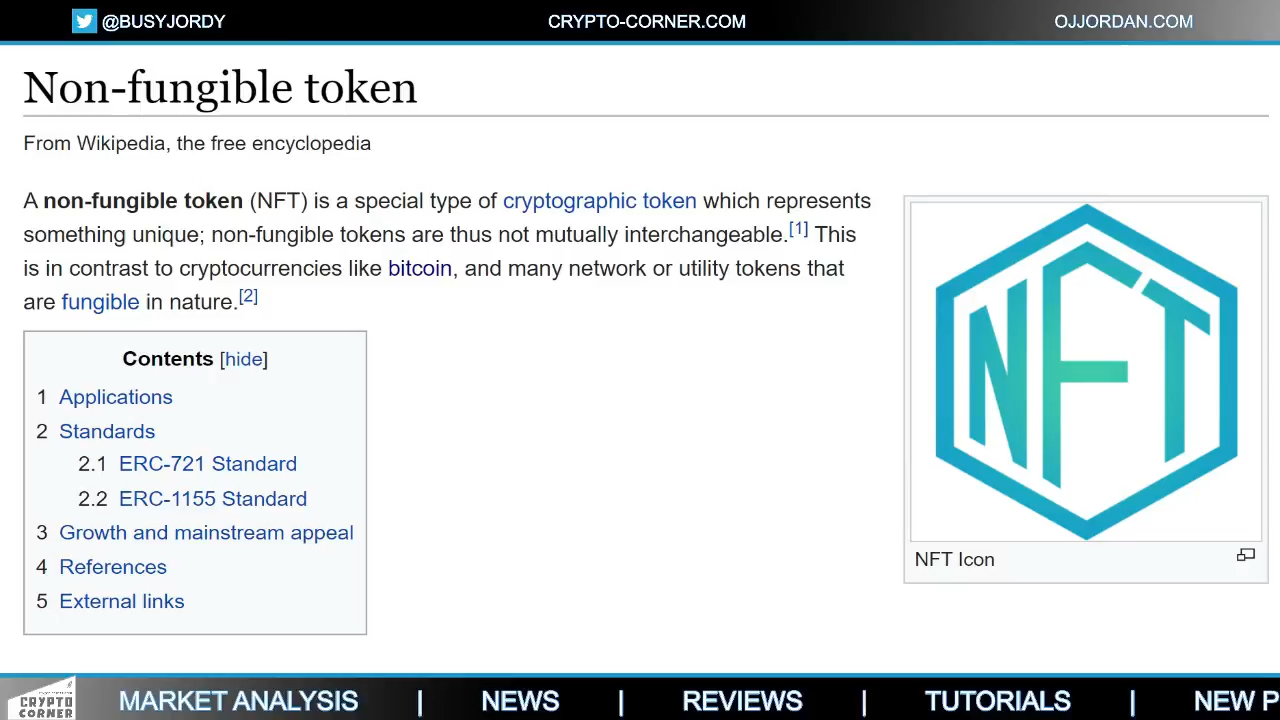 @BUSYJORDY
CRYPTO-CORNER.COM
OJJORDAN.COM
Non-fungible token
From Wikipedia, the free encyclopedia
A non-fungible token (NFT) is a special type of cryptographic token which represents
something unique; non-fungible tokens are thus not mutually interchangeable.[1] This
is in contrast to cryptocurrencies like bitcoin, and many network or utility tokens that
are fungible in nature.[2]
Contents [hide]
1 Applications
2 Standards
2.1 ERC-721 Standard
2.2 ERC-1155 Standard
3 Growth and mainstream appeal
4 References
5 External links
NFT
NFT Icon
CRYPTO
CORNER
MARKET ANALYSIS | NEWS | REVIEWS | TUTORIALS | NEW P